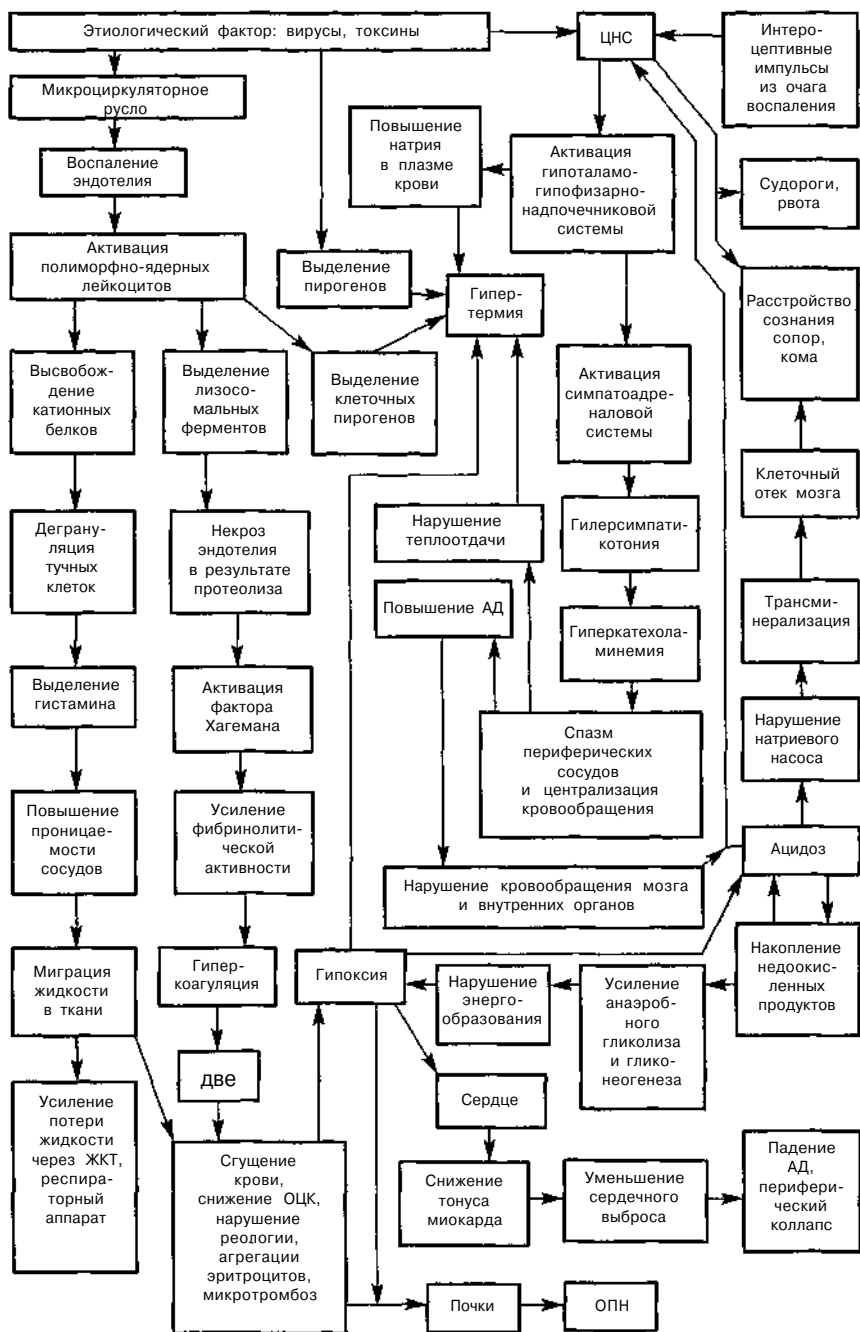 Этиологический фактор: вирусы, токсины
ЦНС
Интеро-
цептивные
импульсы
из очага
воспаления
Микроциркуляторное
русло
Воспаление
эндотелия
Повышение
натрия
в плазме
крови
Активация
гипоталамо-
гипофизарно-
надпочечниковой
системы
Судороги,
рвота
Активация
полиморфно-ядерных
лейкоцитов
Выделение
пирогенов
Гипер-
термия
Расстройство
сознания
сопор,
кома
Высвобож-
дение
катионных
белков
Выделение
лизосо-
мальных
ферментов
Выделение
клеточных
пирогенов
Активация
симпатоадре-
наловой
системы
Клеточный
отек мозга
Деграну-
ляция
тучных
клеток
Некроз
эндотелия
в результате
протеолиза
Нарушение
теплоотдачи
Гилерсимпати-
котония
Повышение АД
Трансми-
нерализация
Гиперкатехола-
минемия
Выделение
гистамина
Активация
фактора
Хагемана
Спазм
периферических
сосудов
и централизация
кровообращения
Нарушение
натриевого
насоса
Повышение
проницае-
мости
сосудов
Усиление
фибринолити-
ческой
активности
Ацидоз
Нарушение кровообращения мозга
и внутренних органов
Миграция
жидкости
в ткани
Гипер-
коагуляция
Гипоксия
Нарушение
энерго-
образования
Усиление
анаэроб-
ного
гликолиза
и глико-
неогенеза
Накопление
недоокис-
ленных
продуктов
две
Усиление
потери
жидкости
через ЖКТ,
респира-
торный
аппарат
Сердце
Сгущение
крови,
снижение ОЦК,
нарушение
реологии,
агрегации
эритроцитов,
микротромбоз
Снижение
тонуса
миокарда
Уменьшение
сердечного
выброса
Падение
АД,
перифери-
ческий
коллапс
Почки
ОПН